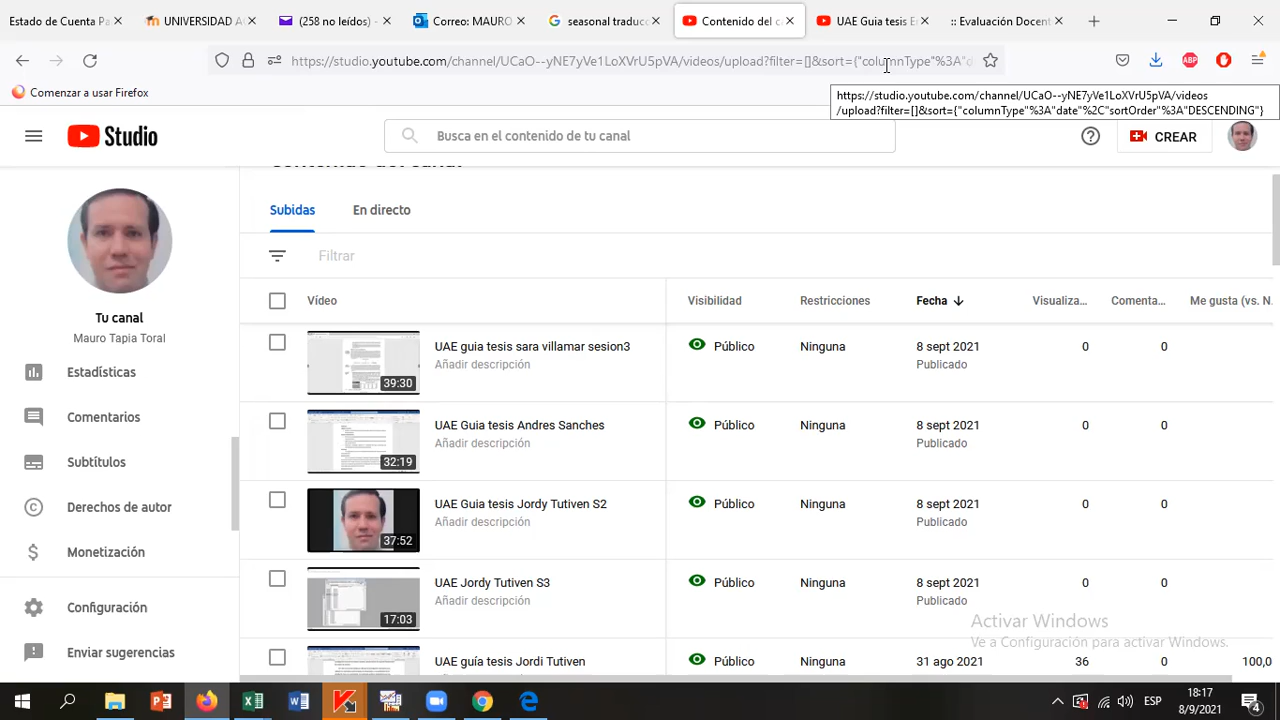 Estado de Cuenta Pa
UNIVERSIDAD A
(258 no leídos)
Correo: MAURO
seasonal traduc
Contenido del c
UAE Guia tesis E
:: Evaluación Docent
https://studio.youtube.com/channel/UCaO--yNE7yVe1LoXVrU5pVA/videos/upload?filter=[]&sort={"columnType"%3A"d
ABP
Comenzar a usar Firefox
https://studio.youtube.com/channel/UCaO--yNE7yVe1LoXVrU5pVA/videos
/upload?filter=[]&sort={"columnType"%3A"date"%2C"sortOrder"%3A"DESCENDING"}
Studio
Busca en el contenido de tu canal
CREAR
Contenido del canal
Subidas
En directo
Filtrar
Tu canal
Mauro Tapia Toral
Estadísticas
Comentarios
Subtítulos
Derechos de autor
Monetización
Configuración
Enviar sugerencias
Vídeo
Visibilidad
Restricciones
Fecha
Visualiza...
Comenta...
Me gusta (vs. N.
39:30
UAE guia tesis sara villamar sesion3
Añadir descripción
Público
Ninguna
8 sept 2021
Publicado
0
0
32:19
UAE Guia tesis Andres Sanches
Añadir descripción
Público
Ninguna
8 sept 2021
Publicado
0
0
37:52
UAE Guia tesis Jordy Tutiven S2
Añadir descripción
Público
Ninguna
8 sept 2021
Publicado
0
0
17:03
UAE Jordy Tutiven S3
Añadir descripción
Público
Ninguna
8 sept 2021
Publicado
0
0
UAE guía tesis Jordi Tutiven
Público
Ninguna
31 ago 2021
36
0
100,0
Activar Windows
Ve a Configuración para activar Windows.
ESP
18:17
8/9/2021
4